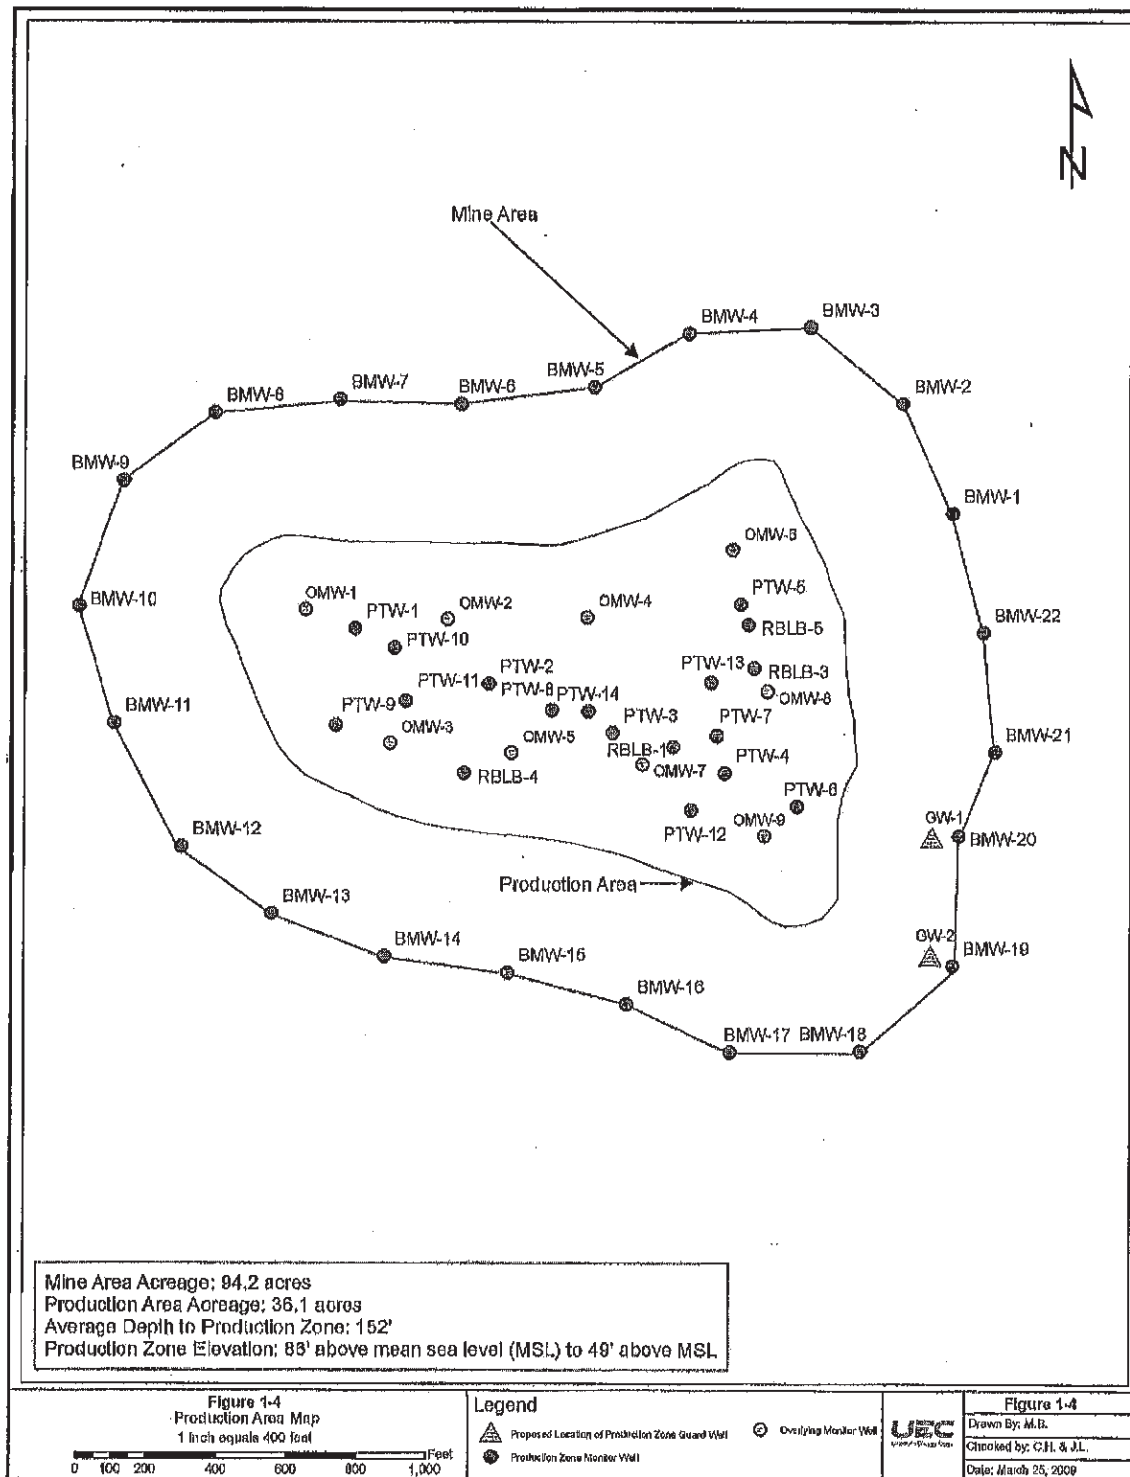 N
Mine Area
BMW-4
BMW-3
BMW-5
BMW-2
BMW-8
BMW-7
BMW-6
BMW-9
BMW-1
OMW-6
BMW-10
OMW-1
PTW-1
OMW-2
OMW-4
PTW-5
RBLB-5
BMW-22
PTW-10
PTW-2
PTW-13
RBLB-3
PTW-11
PTW-8
PTW-14
OMW-8
BMW-11
PTW-9
PTW-3
PTW-7
OMW-3
OMW-5
RBLB-1
BMW-21
RBLB-4
OMW-7
PTW-4
PTW-6
PTW-12
OMW-9
GW-1
BMW-20
BMW-12
Production Area
BMW-13
GW-2
BMW-14
BMW-15
BMW-19
BMW-16
BMW-17
BMW-18
Mine Area Acreage: 94.2 acres
Production Area Acreage: 36.1 acres
Average Depth to Production Zone: 152'
Production Zone Elevation: 86' above mean sea level (MSL) to 49' above MSL
Figure 1-4
Production Area Map
1 inch equals 400 feet
Feet
0 100 200 400 600 800 1,000
Legend
Proposed Location of Production Zone Guard Well
Overlying Monitor Well
Production Zone Monitor Well
UEC
Figure 1-4
Drawn By: M.B.
Checked by: C.H. & J.L.
Date: March 25, 2009